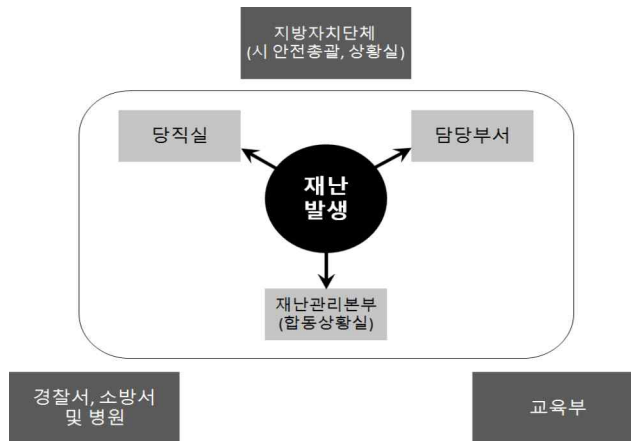 지방자치단체
(시 안전총괄, 상황실)
당직실
담당부서
재난
발생
재난관리본부
(합동상황실)
경찰서, 소방서
및 병원
교육부